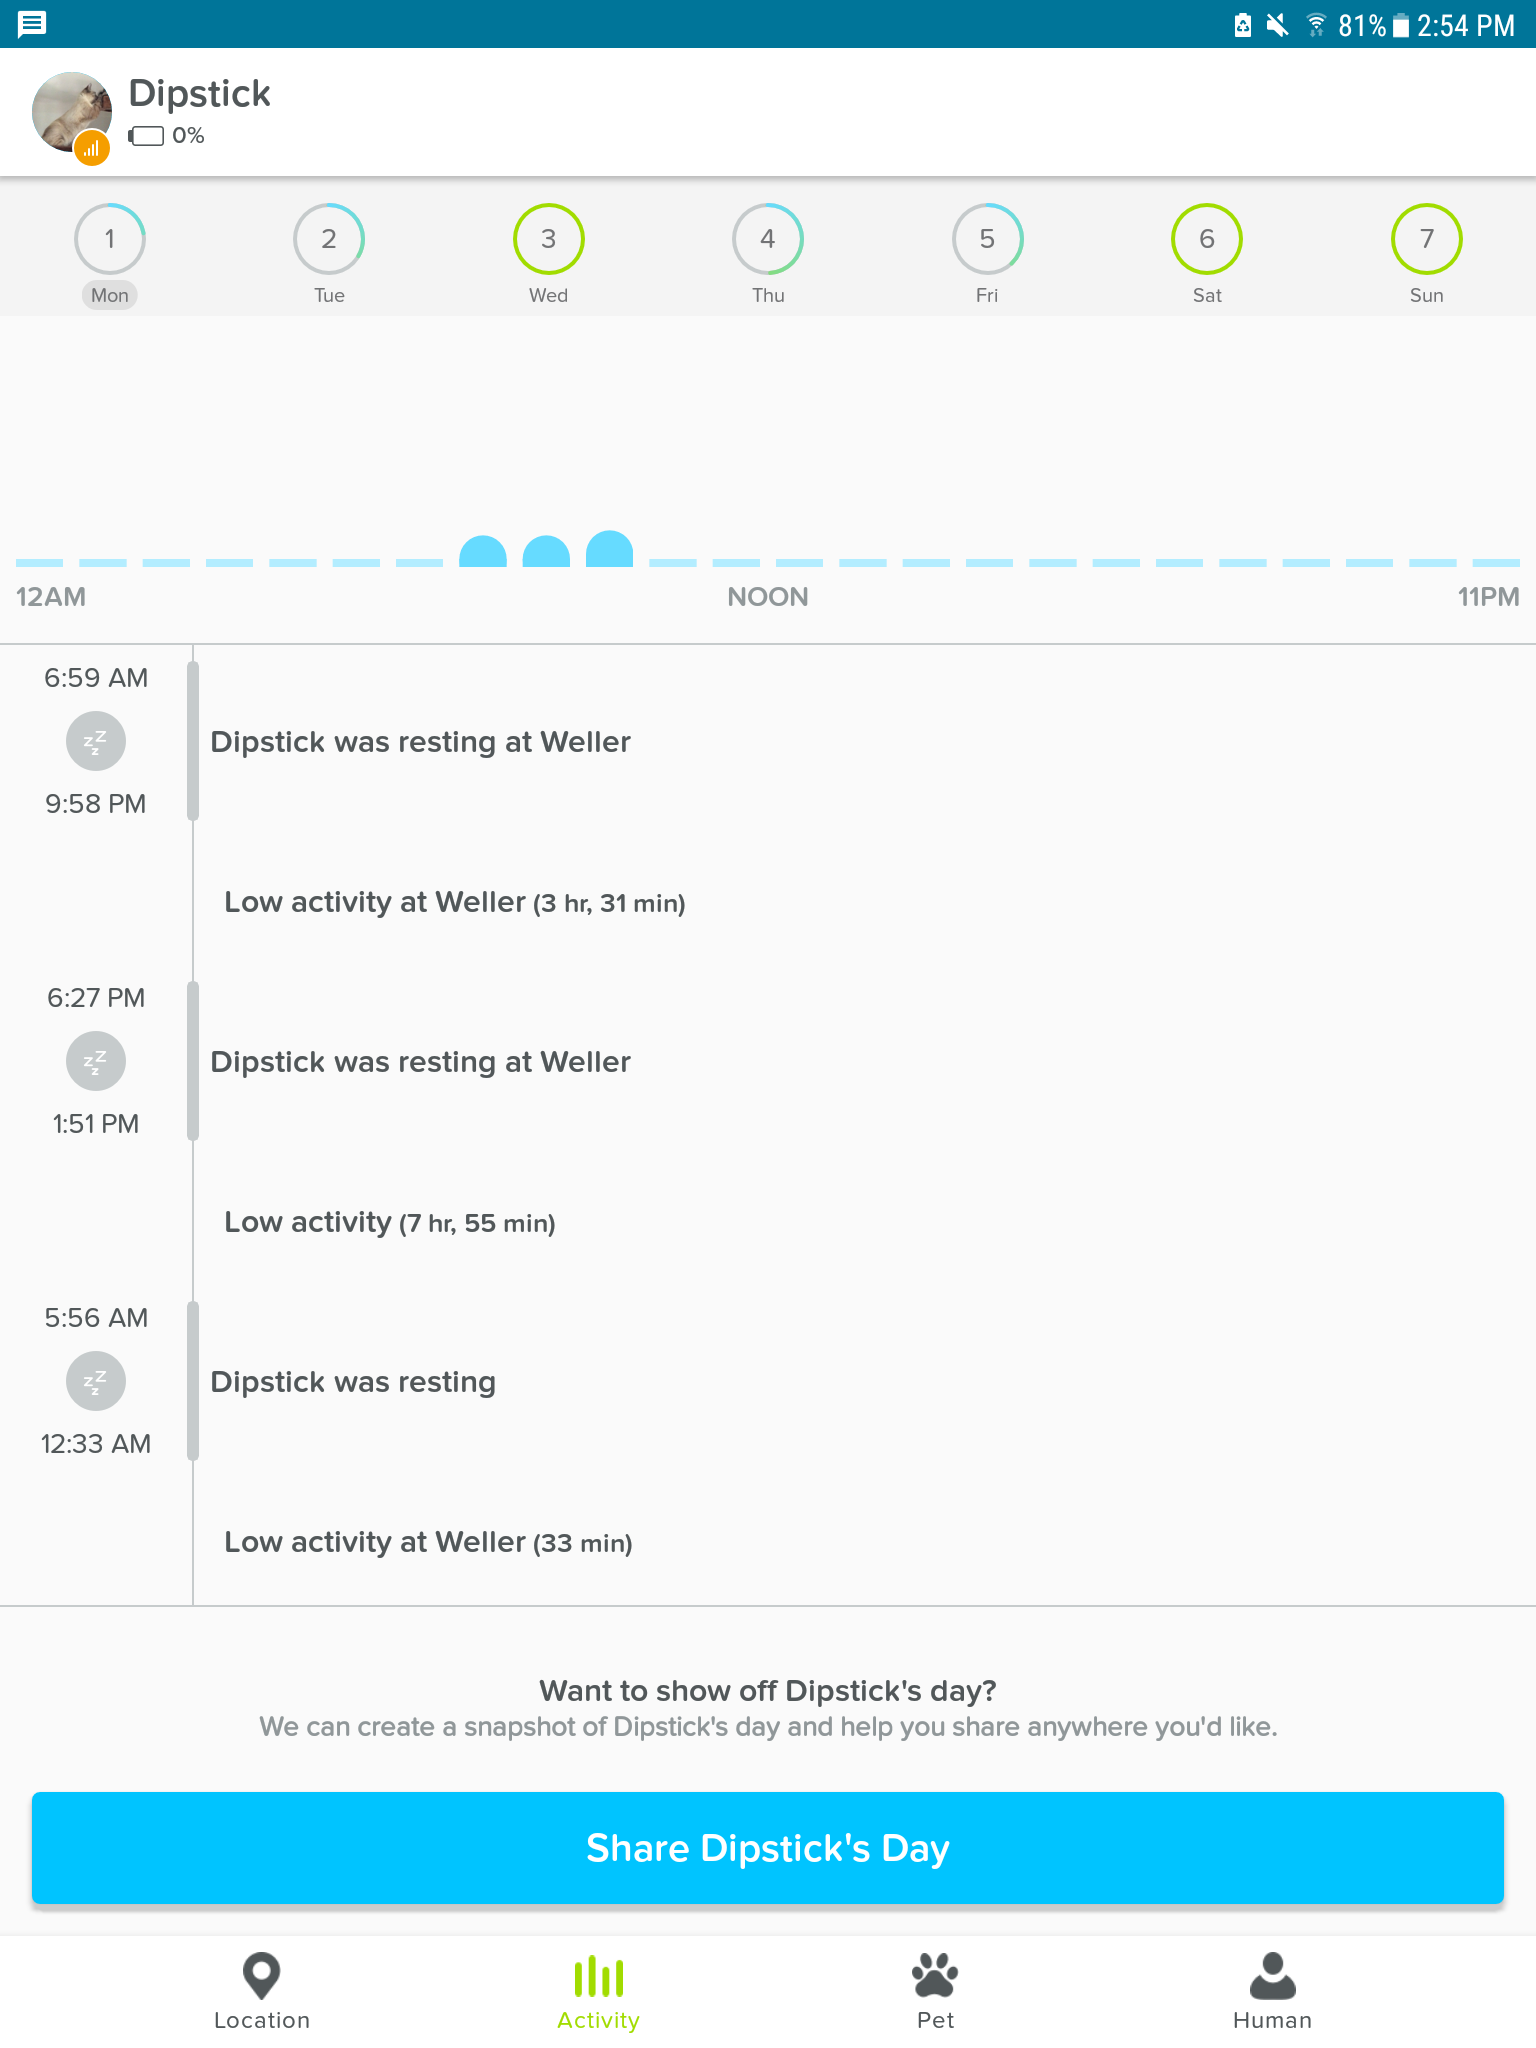 81% 2:54 PM
Dipstick
0%
1 2 3 4 5 6 7
Mon Tue Wed Thu Fri Sat Sun
12AM NOON 11PM
6:59 AM
Dipstick was resting at Weller
9:58 PM
Low activity at Weller (3 hr, 31 min)
6:27 PM
Dipstick was resting at Weller
1:51 PM
Low activity (7 hr, 55 min)
5:56 AM
Dipstick was resting
12:33 AM
Low activity at Weller (33 min)
Want to show off Dipstick's day?
We can create a snapshot of Dipstick's day and help you share anywhere you'd like.
Share Dipstick's Day
Location Activity Pet Human